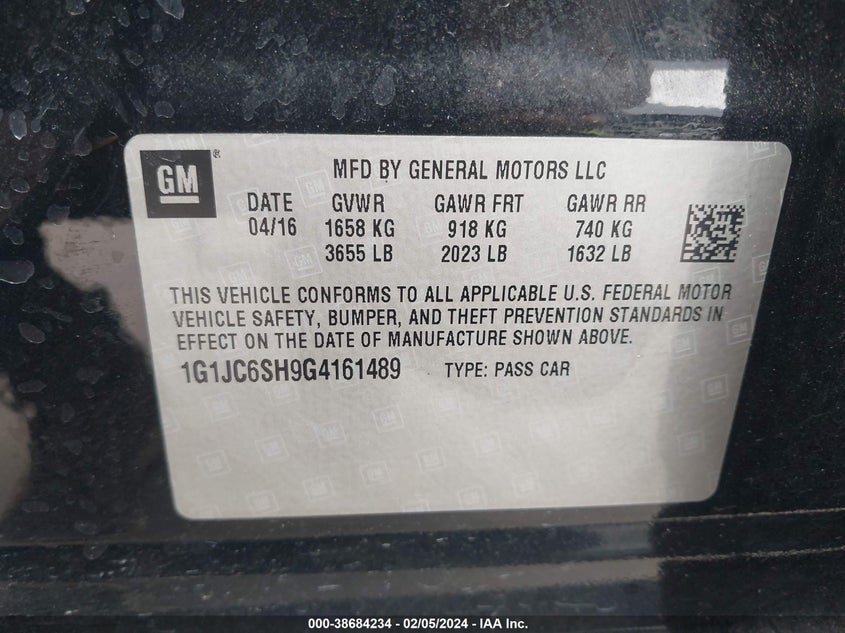 GM ®
MFD BY GENERAL MOTORS LLC
DATE GVWR GAWR FRT GAWR RR
04/16 1658 KG 918 KG 740 KG
3655 LB 2023 LB 1632 LB
THIS VEHICLE CONFORMS TO ALL APPLICABLE U.S. FEDERAL MOTOR
VEHICLE SAFETY, BUMPER, AND THEFT PREVENTION STANDARDS IN
EFFECT ON THE DATE OF MANUFACTURE SHOWN ABOVE.
1G1JC6SH9G4161489 TYPE: PASS CAR
000-38684234 - 02/05/2024 - © IAA, Inc.